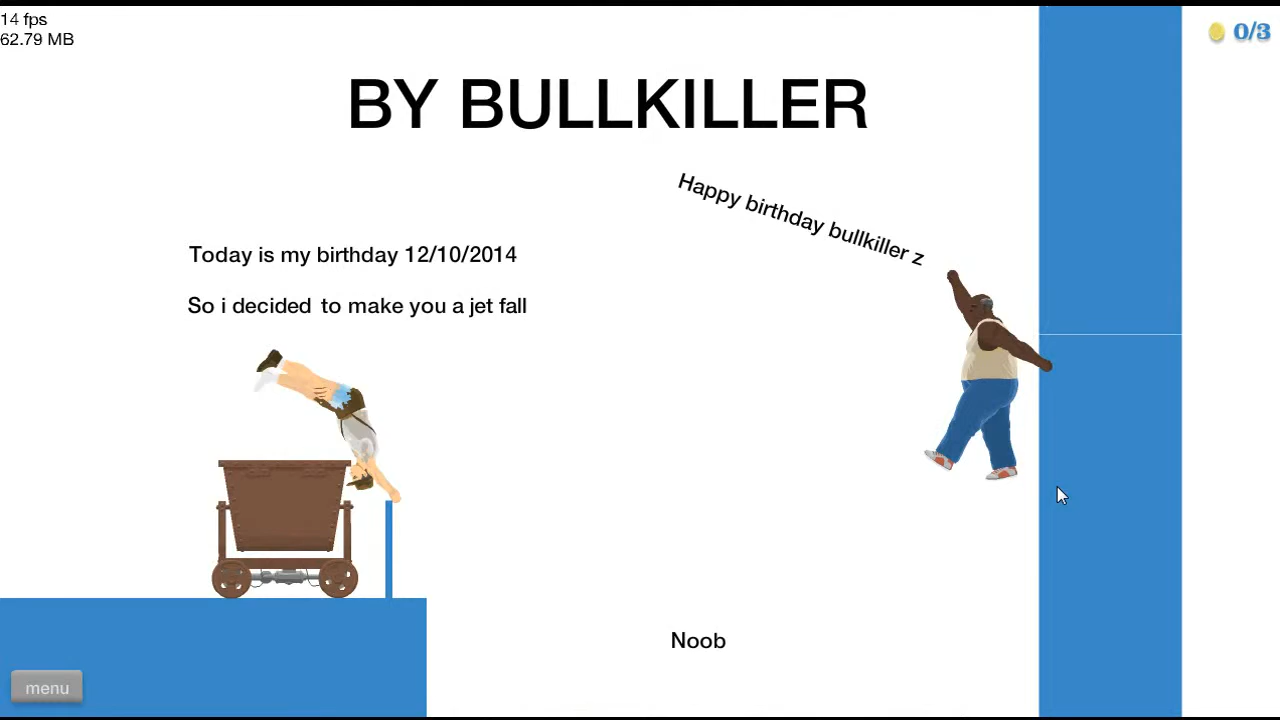 14 fps
62.79 MB
0/3
BY BULLKILLER
Happy birthday bullkiller z
Today is my birthday 12/10/2014
So i decided to make you a jet fall
Noob
menu